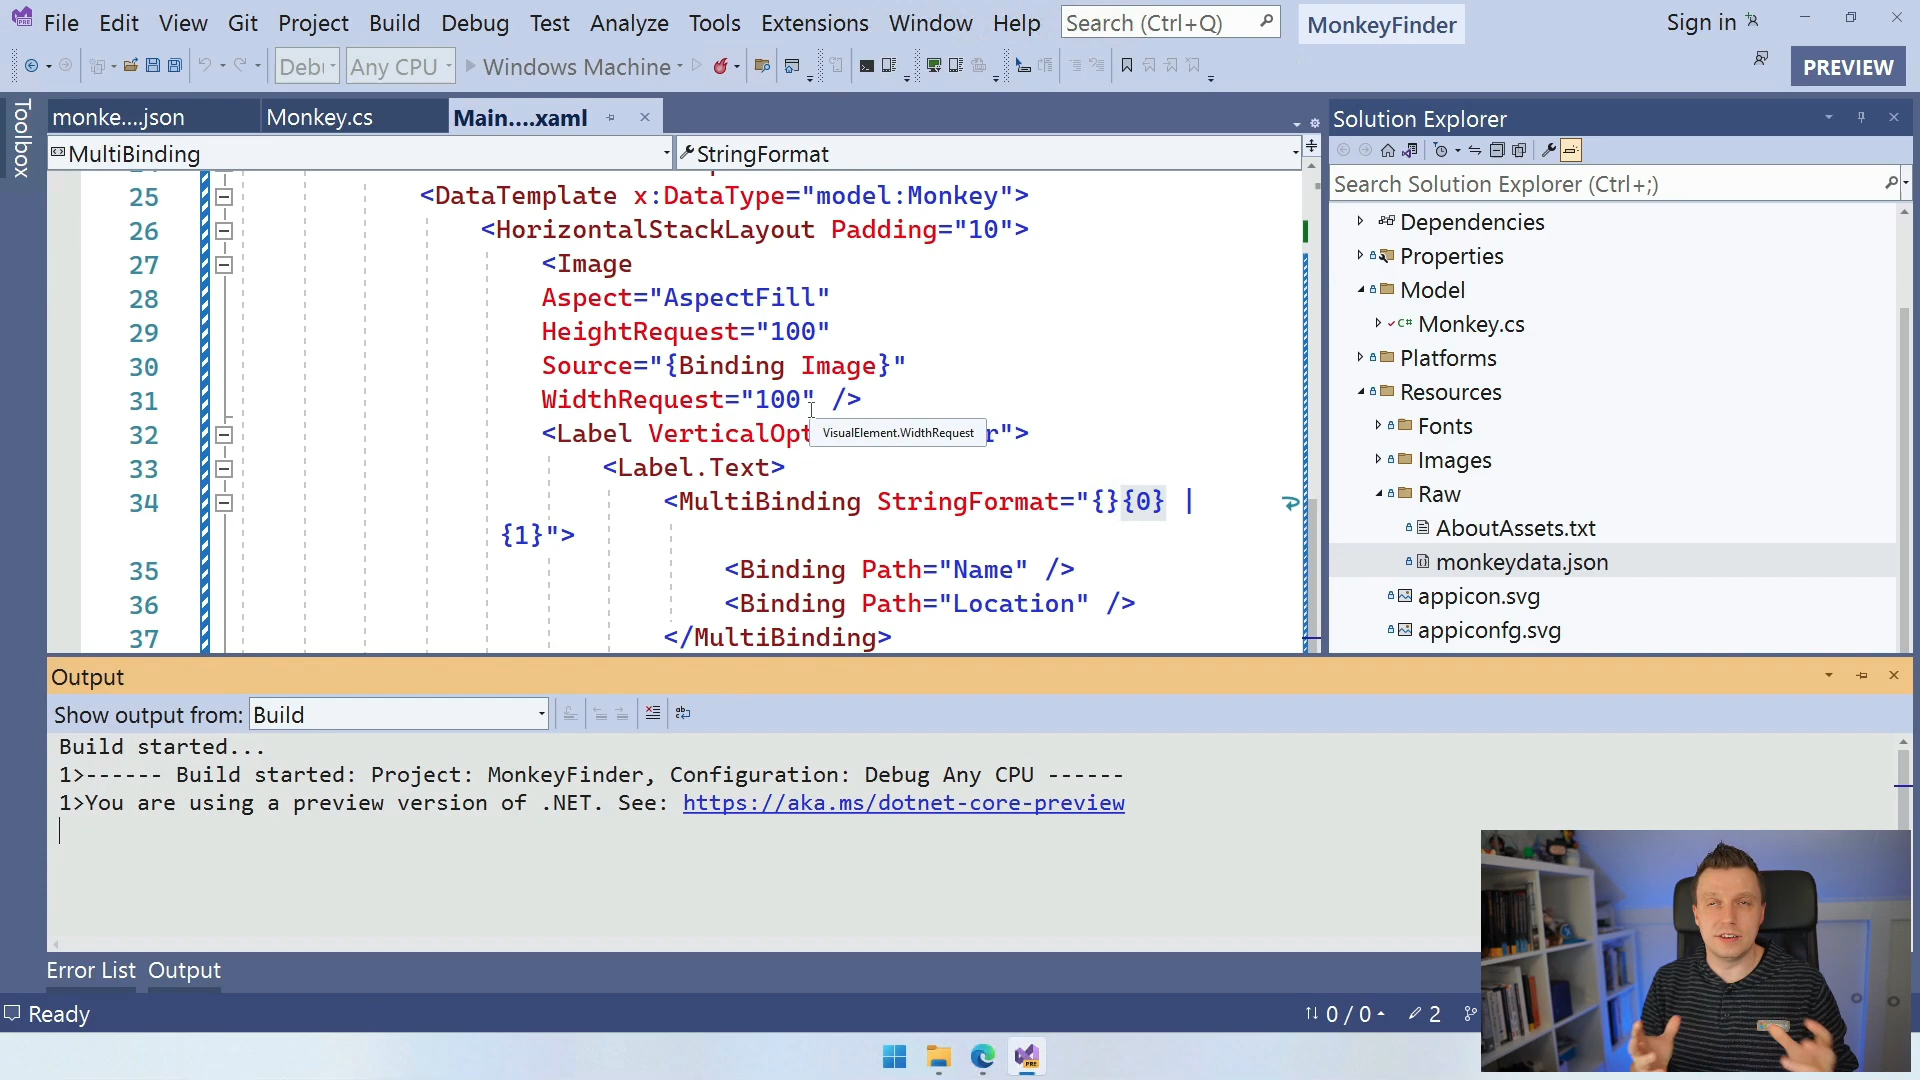 File Edit View Git Project Build Debug Test Analyze Tools Extensions Window Help Search (Ctrl+Q) MonkeyFinder Sign in
Any CPU Windows Machine PREVIEW
Toolbox
monke....json Monkey.cs Main....xaml
MultiBinding StringFormat
25 <DataTemplate x:DataType="model:Monkey">
26 <HorizontalStackLayout Padding="10">
27 <Image
28 Aspect="AspectFill"
29 HeightRequest="100"
30 Source="{Binding Image}"
31 WidthRequest="100" />
32 <Label r">
VisualElement.WidthRequest
33 <Label.Text>
34 <MultiBinding StringFormat="{}{0} |
{1}">
35 <Binding Path="Name" />
36 <Binding Path="Location" />
37 </MultiBinding>
Solution Explorer
Search Solution Explorer (Ctrl+;)
Dependencies
Properties
Model
C# Monkey.cs
Platforms
Resources
Fonts
Images
Raw
AboutAssets.txt
monkeydata.json
appicon.svg
appiconfg.svg
Output
Show output from: Build
Build started...
1>------ Build started: Project: MonkeyFinder, Configuration: Debug Any CPU ------
1>You are using a preview version of .NET. See: https://aka.ms/dotnet-core-preview
Error List Output
Ready 0 / 0 2
PRE